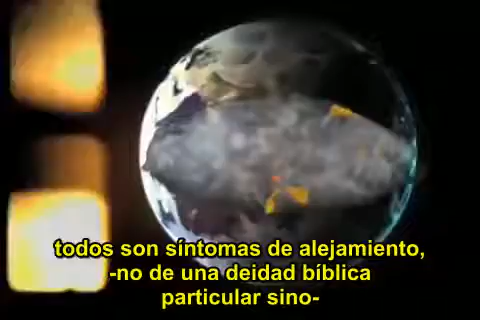 todos son síntomas de alejamiento,
-no de una deidad bíblica
particular sino-